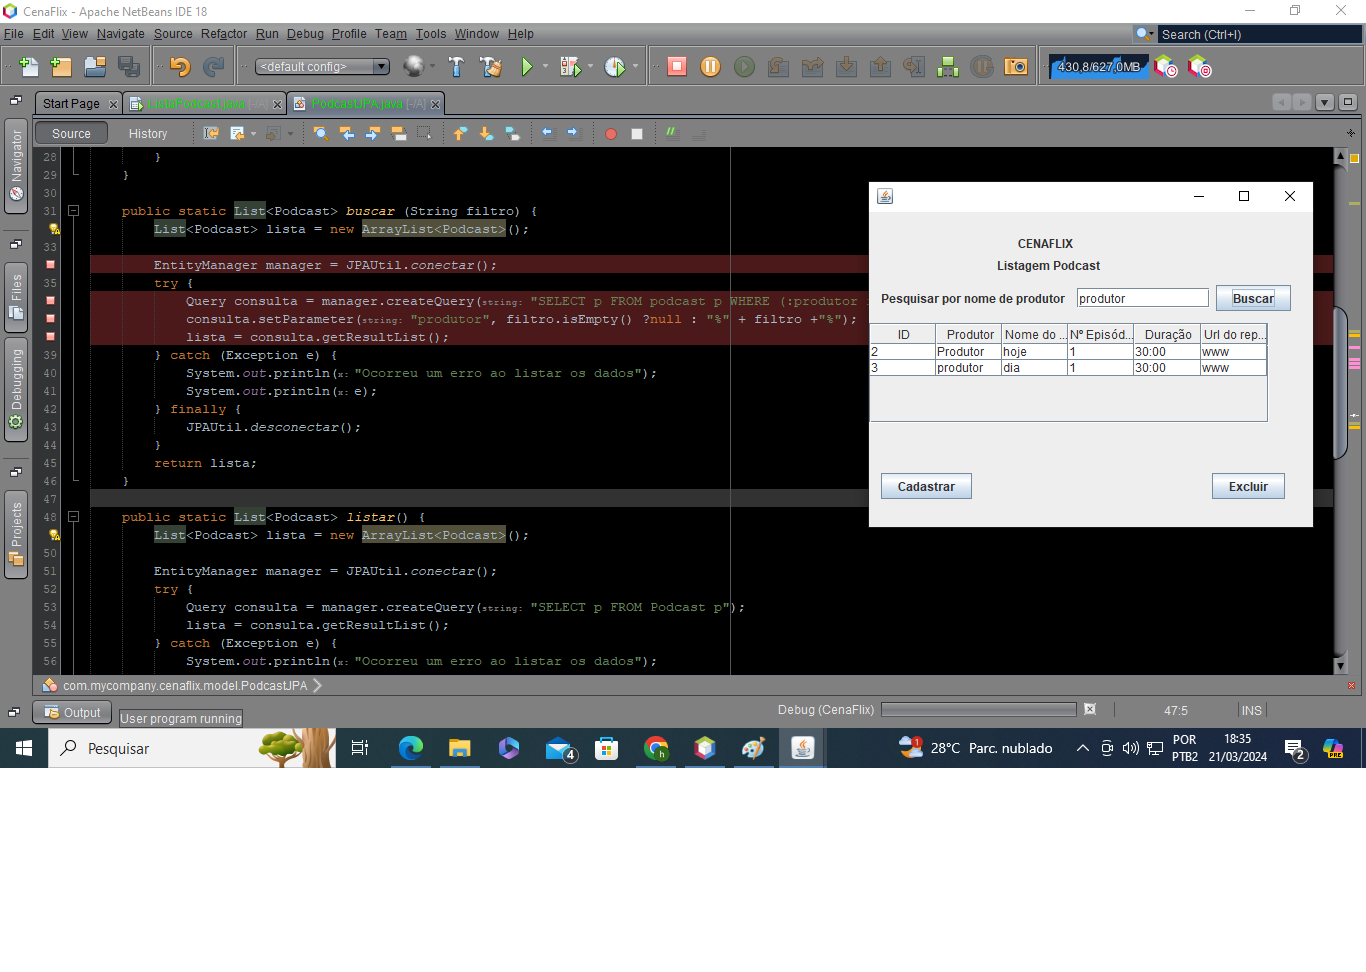 CenaFlix - Apache NetBeans IDE 18
File Edit View Navigate Source Refactor Run Debug Profile Team Tools Window Help
Search (Ctrl+I)
<default config>
430,8/627,0MB
Start Page
PodcastJPA.java [-/A]
Source History
Navigator
Files
Debugging
Projects
28 }
29 }
30
31 public static List<Podcast> buscar (String filtro) {
List<Podcast> lista = new ArrayList<Podcast>();
33
EntityManager manager = JPAUtil.conectar();
35 try {
Query consulta = manager.createQuery(string: "SELECT p FROM podcast p WHERE (:produtor
consulta.setParameter(string: "produtor", filtro.isEmpty() ?null : "%" + filtro +"%");
lista = consulta.getResultList();
39 } catch (Exception e) {
40 System.out.println(x: "Ocorreu um erro ao listar os dados");
41 System.out.println(x: e);
42 } finally {
43 JPAUtil.desconectar();
44 }
45 return lista;
46 }
47
48 public static List<Podcast> listar() {
List<Podcast> lista = new ArrayList<Podcast>();
50
51 EntityManager manager = JPAUtil.conectar();
52 try {
53 Query consulta = manager.createQuery(string: "SELECT p FROM Podcast p");
54 lista = consulta.getResultList();
55 } catch (Exception e) {
56 System.out.println(x: "Ocorreu um erro ao listar os dados");
CENAFLIX
Listagem Podcast
Pesquisar por nome de produtor produtor Buscar
ID Produtor Nome do ... Nº Episód... Duração Url do rep...
2 Produtor hoje 1 30:00 www
3 produtor dia 1 30:00 www
Cadastrar Excluir
com.mycompany.cenaflix.model.PodcastJPA
Output
User program running
Debug (CenaFlix)
47:5 INS
Pesquisar
4
1
28°C Parc. nublado
POR
PTB2
18:35
21/03/2024
2
PRE